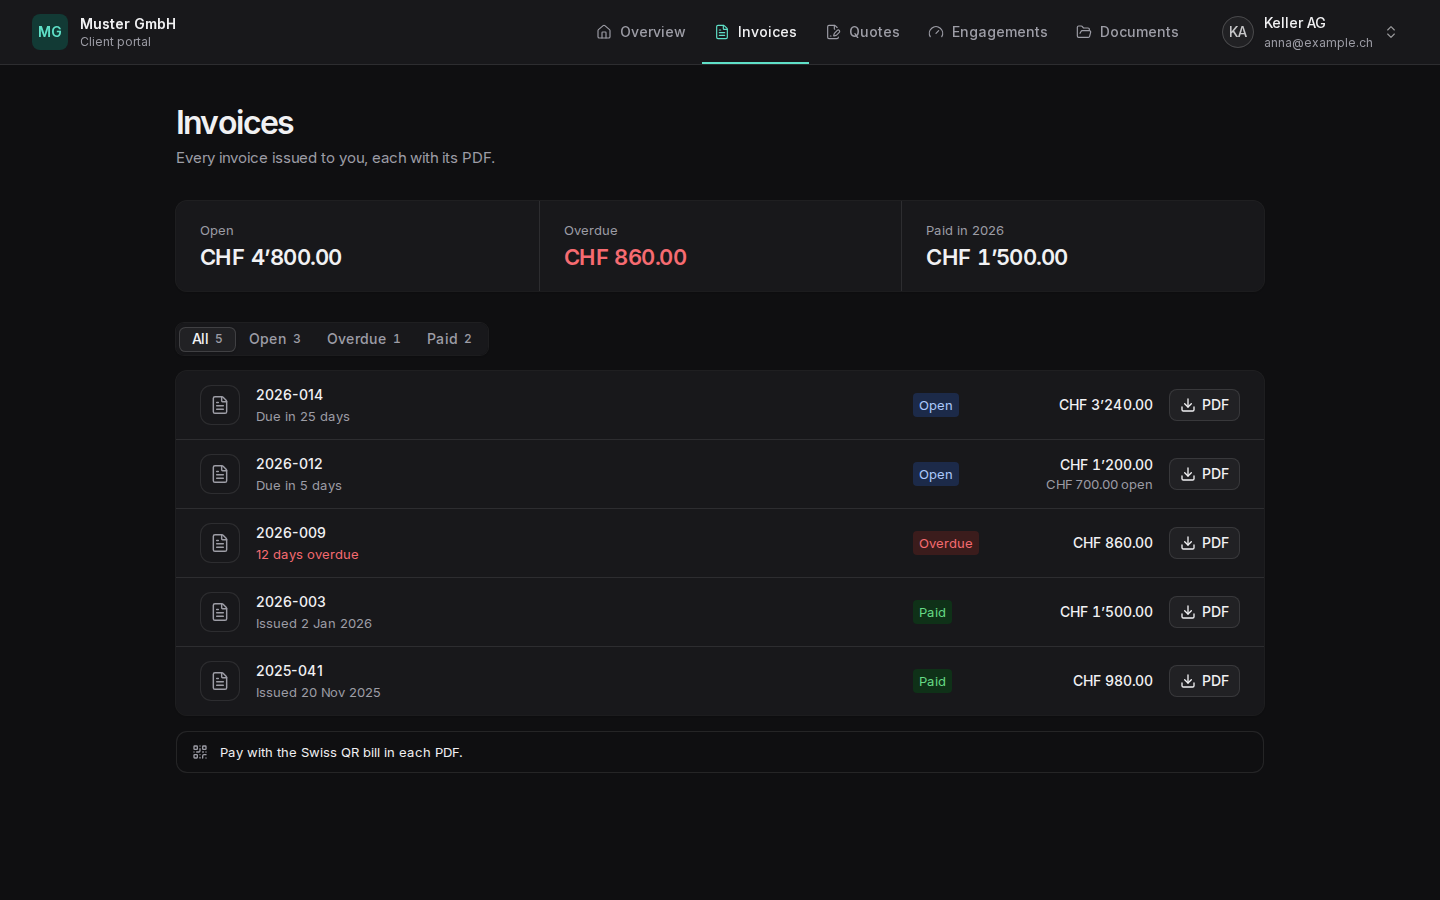 MG
Muster GmbH
Client portal
Overview
Invoices
Quotes
Engagements
Documents
KA
Keller AG
anna@example.ch
Invoices
Every invoice issued to you, each with its PDF.
Open
CHF 4’800.00
Overdue
CHF 860.00
Paid in 2026
CHF 1’500.00
All 5
Open 3
Overdue 1
Paid 2
2026-014
Due in 25 days
Open
CHF 3’240.00
PDF
2026-012
Due in 5 days
Open
CHF 1’200.00
CHF 700.00 open
PDF
2026-009
12 days overdue
Overdue
CHF 860.00
PDF
2026-003
Issued 2 Jan 2026
Paid
CHF 1’500.00
PDF
2025-041
Issued 20 Nov 2025
Paid
CHF 980.00
PDF
Pay with the Swiss QR bill in each PDF.